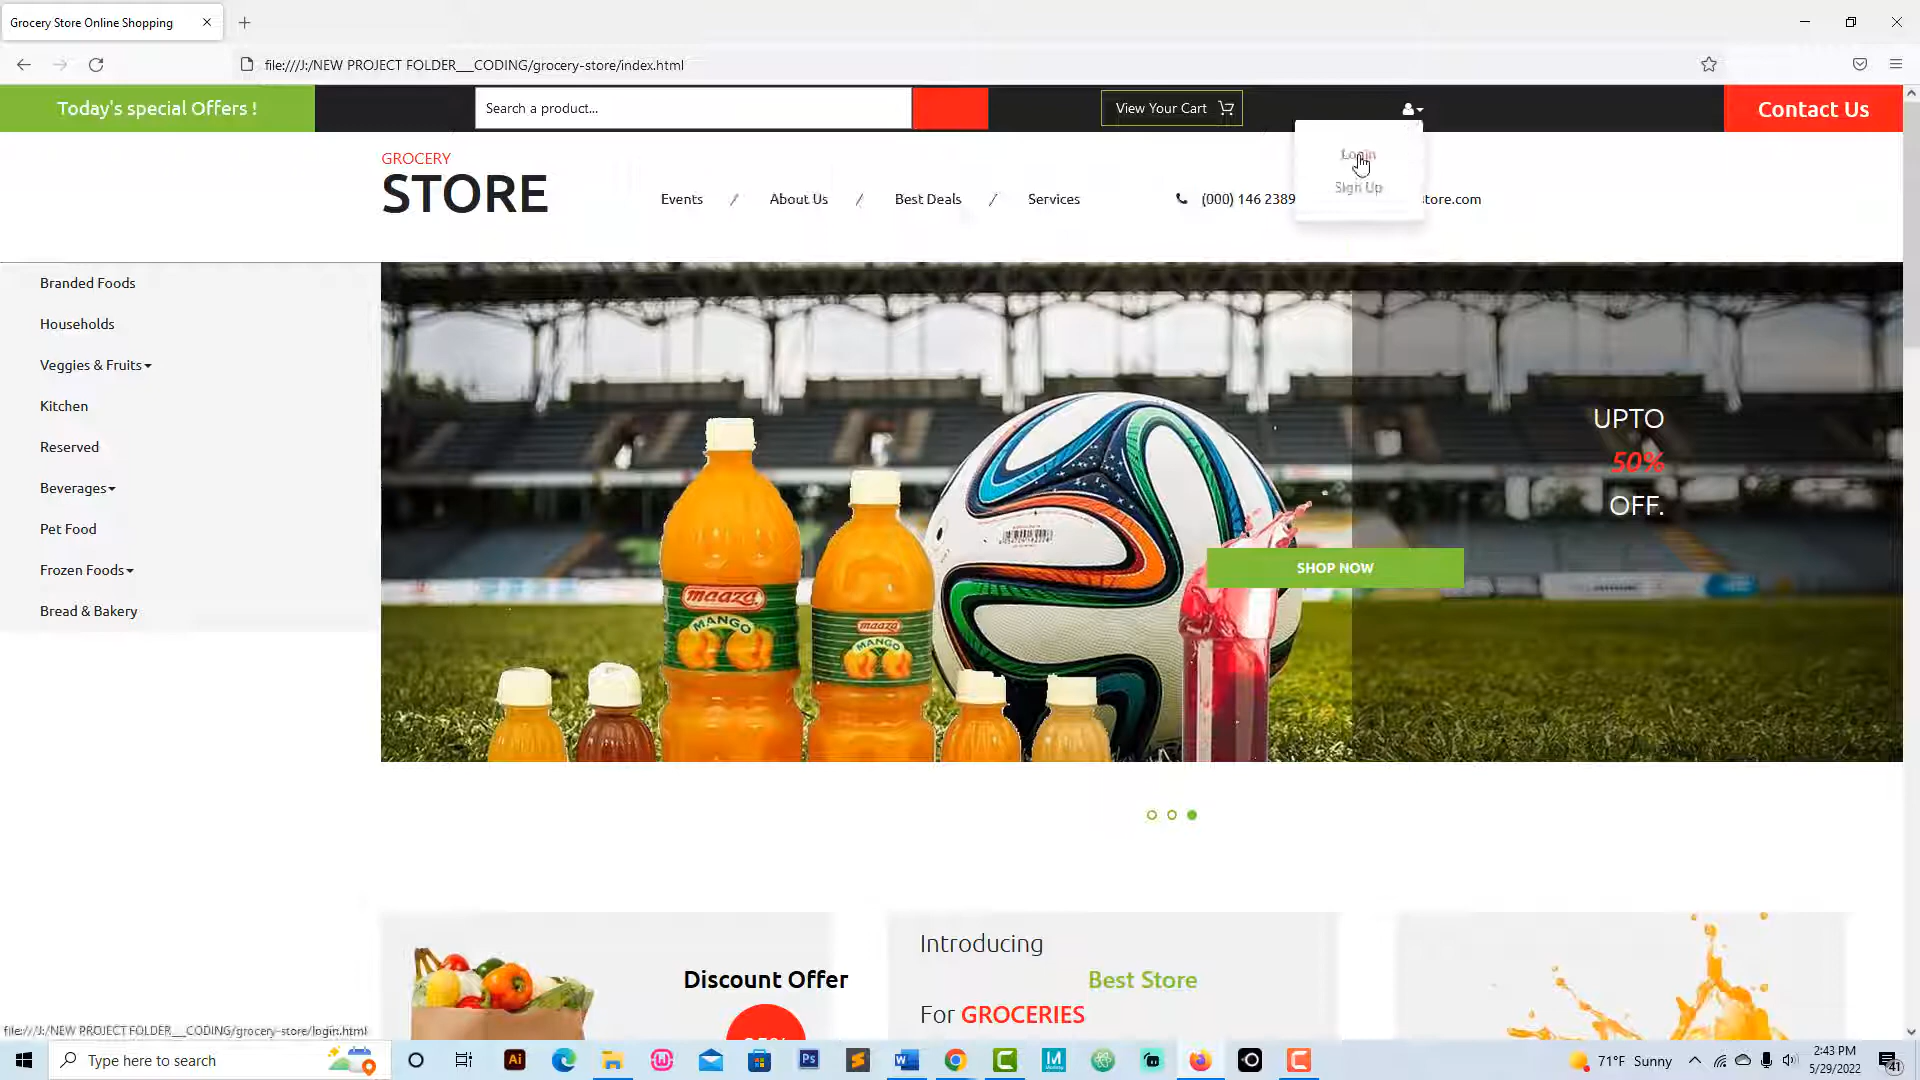 Grocery Store Online Shopping
file:///J:/NEW PROJECT FOLDER___CODING/grocery-store/index.html
Today's special Offers !
Search a product...
View Your Cart
Contact Us
Login
Sign Up
GROCERY
STORE
Events / About Us / Best Deals / Services
(000) 146 2389
store.com
Branded Foods
Households
Veggies & Fruits
Kitchen
Reserved
Beverages
Pet Food
Frozen Foods
Bread & Bakery
UPTO
50%
OFF.
SHOP NOW
maaza
MANGO
maaza
MANGO
Introducing
Discount Offer
Best Store
For GROCERIES
file:///J:/NEW PROJECT FOLDER___CODING/grocery-store/login.html
Type here to search
71°F Sunny
2:43 PM
5/29/2022
41